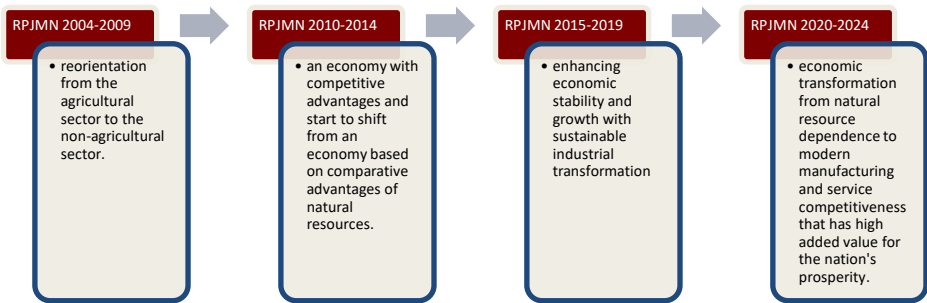 RPJMN 2004-2009
• reorientation
from the
agricultural
sector to the
non-agricultural
sector.
RPJMN 2010-2014
• an economy with
competitive
advantages and
start to shift
from an
economy based
on comparative
advantages of
natural
resources.
RPJMN 2015-2019
• enhancing
economic
stability and
growth with
sustainable
industrial
transformation
RPJMN 2020-2024
• economic
transformation
from natural
resource
dependence to
modern
manufacturing
and service
competitiveness
that has high
added value for
the nation's
prosperity.